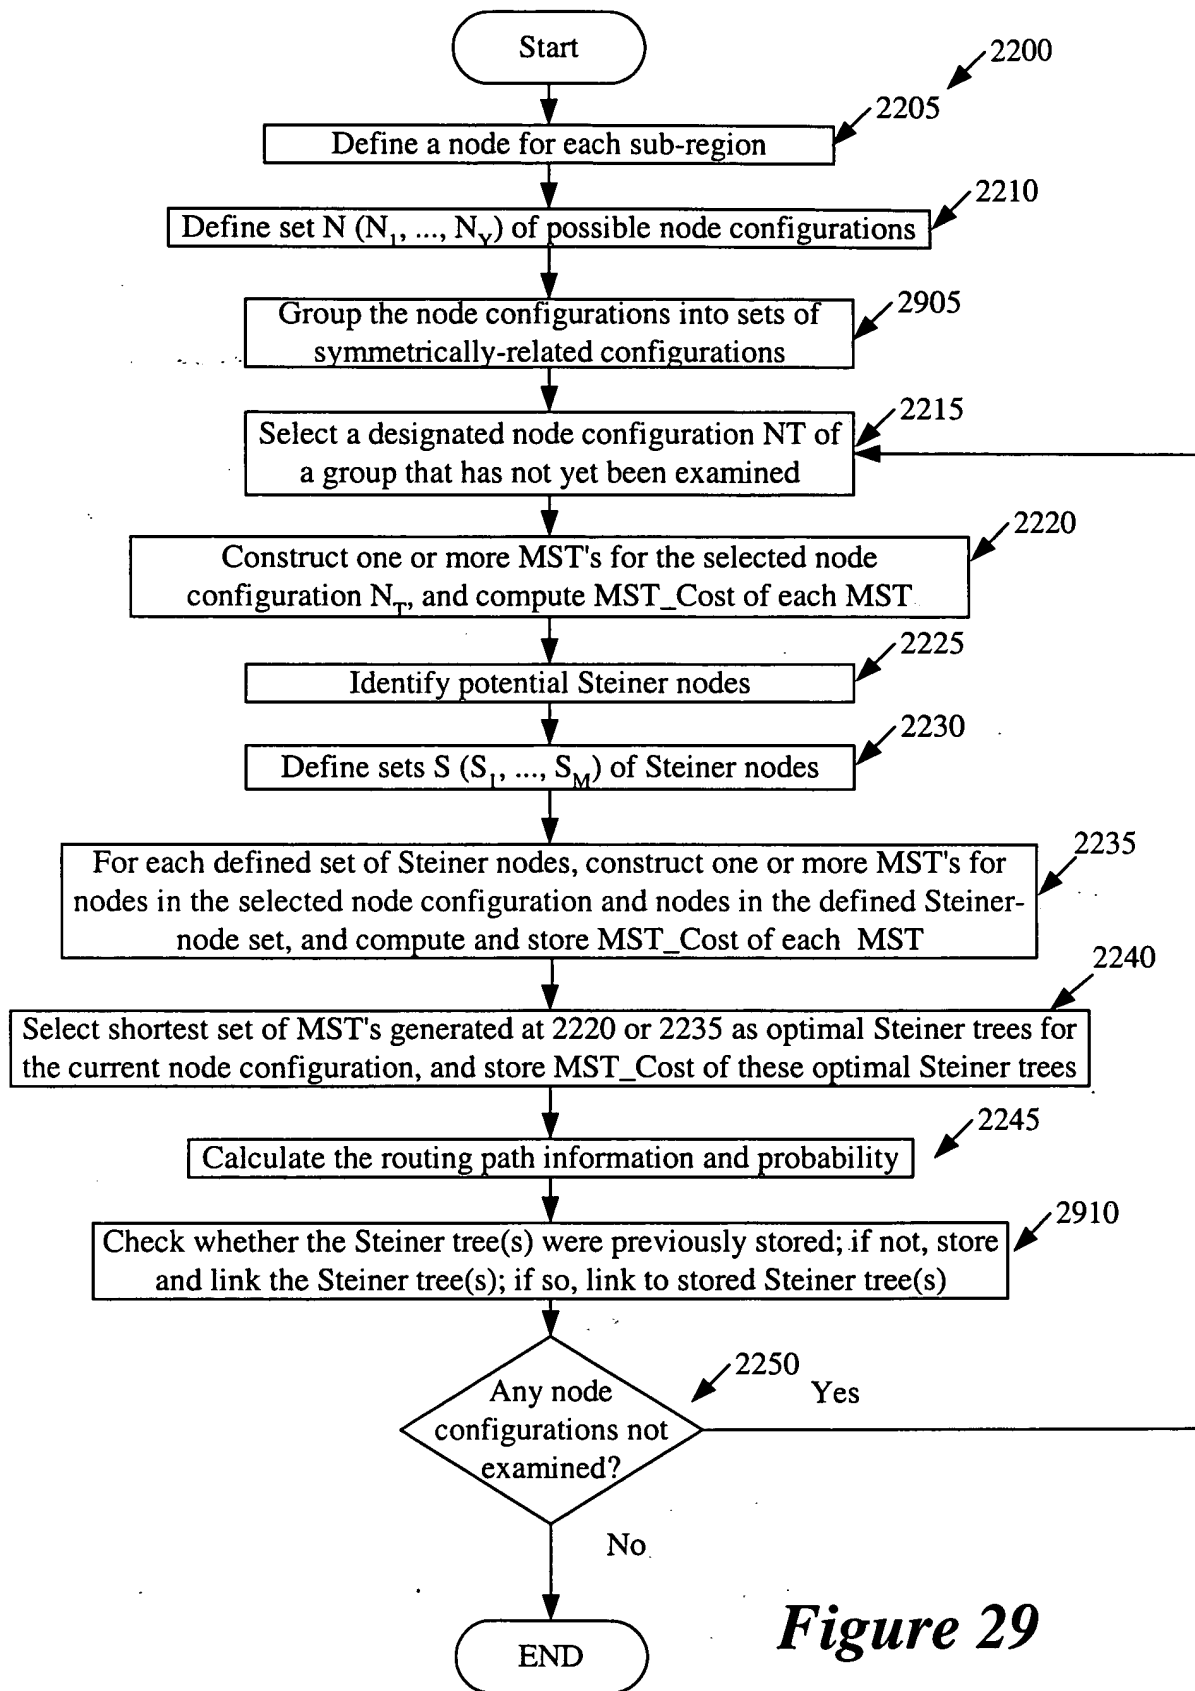 Start
2200
2205
Define a node for each sub-region
2210
Define set N (N1, ..., NY) of possible node configurations
2905
Group the node configurations into sets of
symmetrically-related configurations
2215
Select a designated node configuration NT of
a group that has not yet been examined
2220
Construct one or more MST's for the selected node
configuration NT, and compute MST_Cost of each MST
2225
Identify potential Steiner nodes
2230
Define sets S (S1, ..., SM) of Steiner nodes
2235
For each defined set of Steiner nodes, construct one or more MST's for
nodes in the selected node configuration and nodes in the defined Steiner-
node set, and compute and store MST_Cost of each MST
2240
Select shortest set of MST's generated at 2220 or 2235 as optimal Steiner trees for
the current node configuration, and store MST_Cost of these optimal Steiner trees
2245
Calculate the routing path information and probability
2910
Check whether the Steiner tree(s) were previously stored; if not, store
and link the Steiner tree(s); if so, link to stored Steiner tree(s)
2250
Any node
configurations not
examined?
Yes
No
END
Figure 29